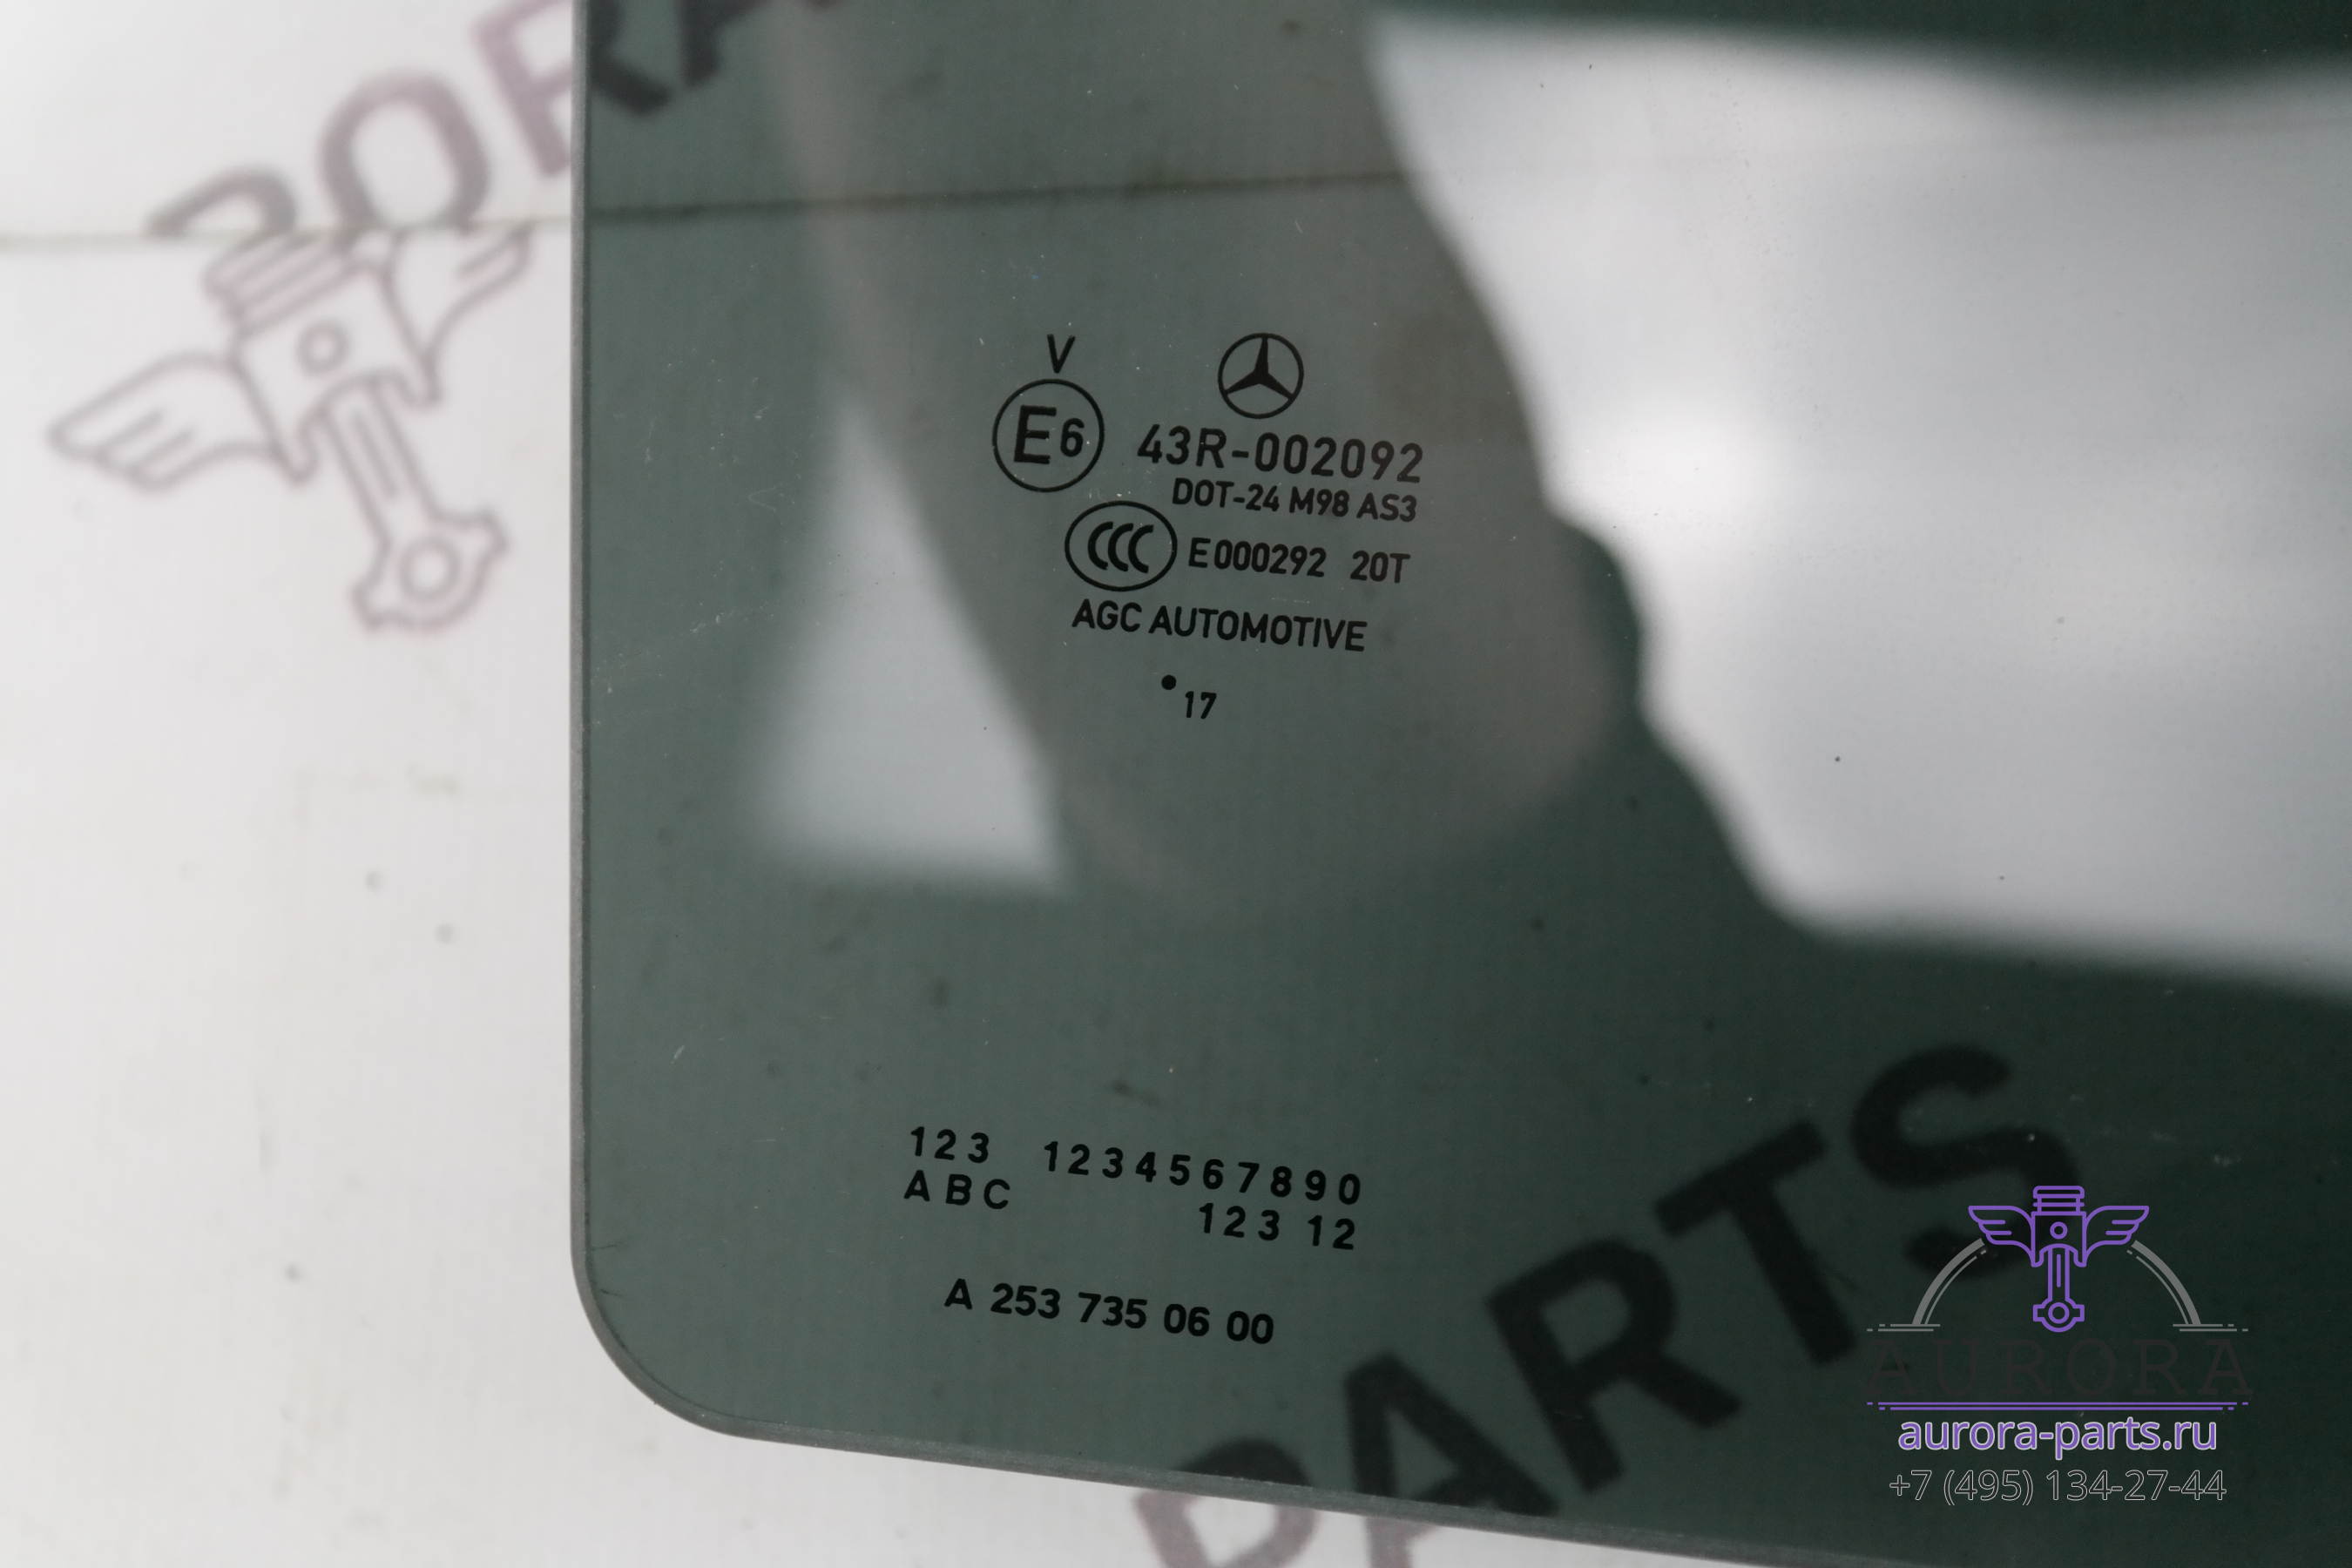 V
E6 43R-002092
DOT-24 M98 AS3
CCC E000292 20T
AGC AUTOMOTIVE
• 17
123 1234567890
ABC 123 12
A 253 735 06 00
PARTS
AURORA
aurora-parts.ru
+7 (495) 134-27-44